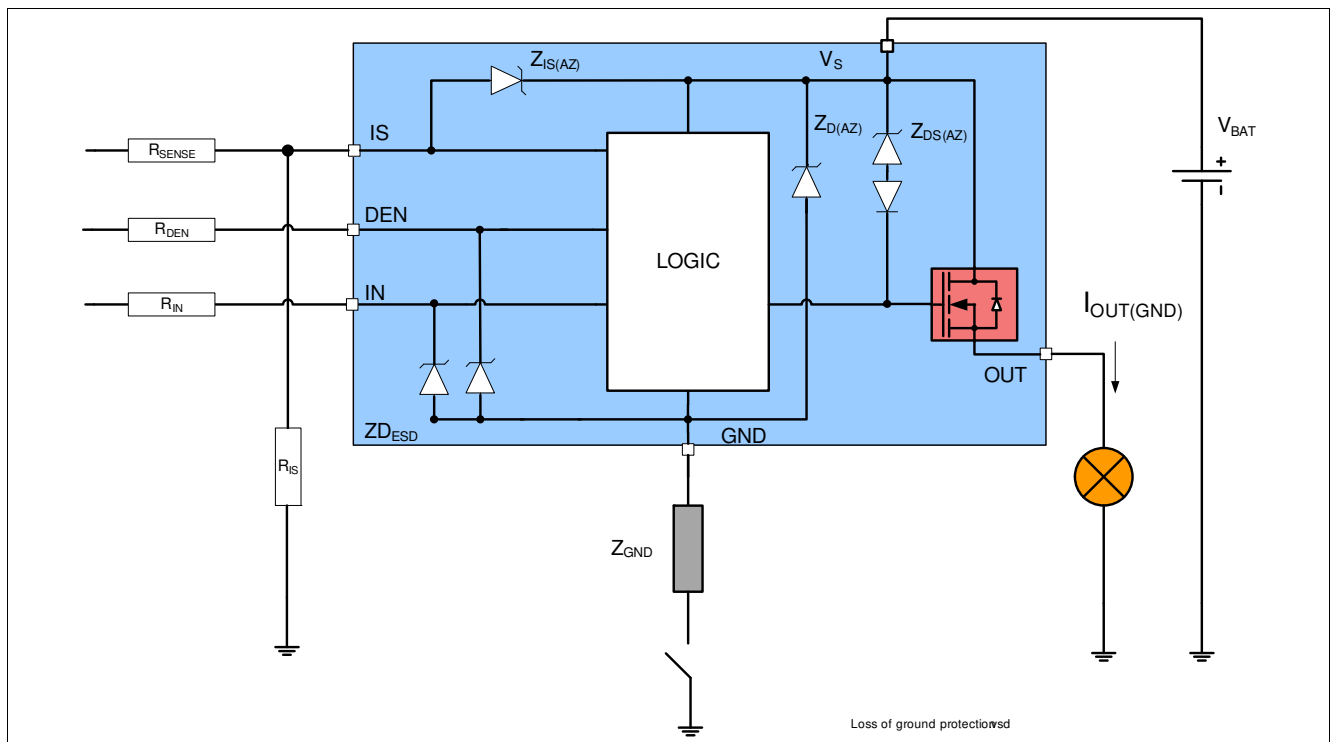 ZIS(AZ)
VS
IS
ZD(AZ)
ZDS(AZ)
VBAT
+
-
RSENSE
DEN
RDEN
LOGIC
IN
RIN
IOUT(GND)
OUT
ZDESD
GND
RIS
ZGND
Loss of ground protectionvsd